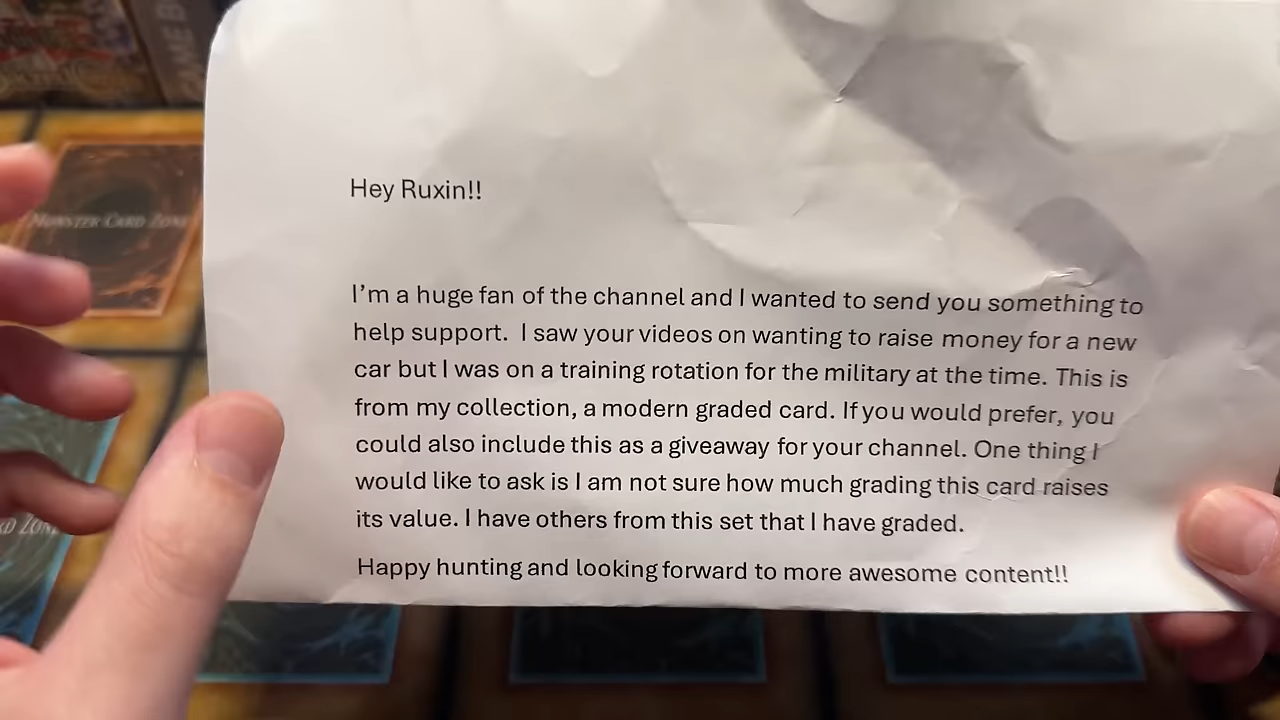 MONSTER CARD ZONE
Hey Ruxin!!
I'm a huge fan of the channel and I wanted to send you something to
help support.  I saw your videos on wanting to raise money for a new
car but I was on a training rotation for the military at the time. This is
from my collection, a modern graded card. If you would prefer, you
could also include this as a giveaway for your channel. One thing I
would like to ask is I am not sure how much grading this card raises
its value. I have others from this set that I have graded.
Happy hunting and looking forward to more awesome content!!